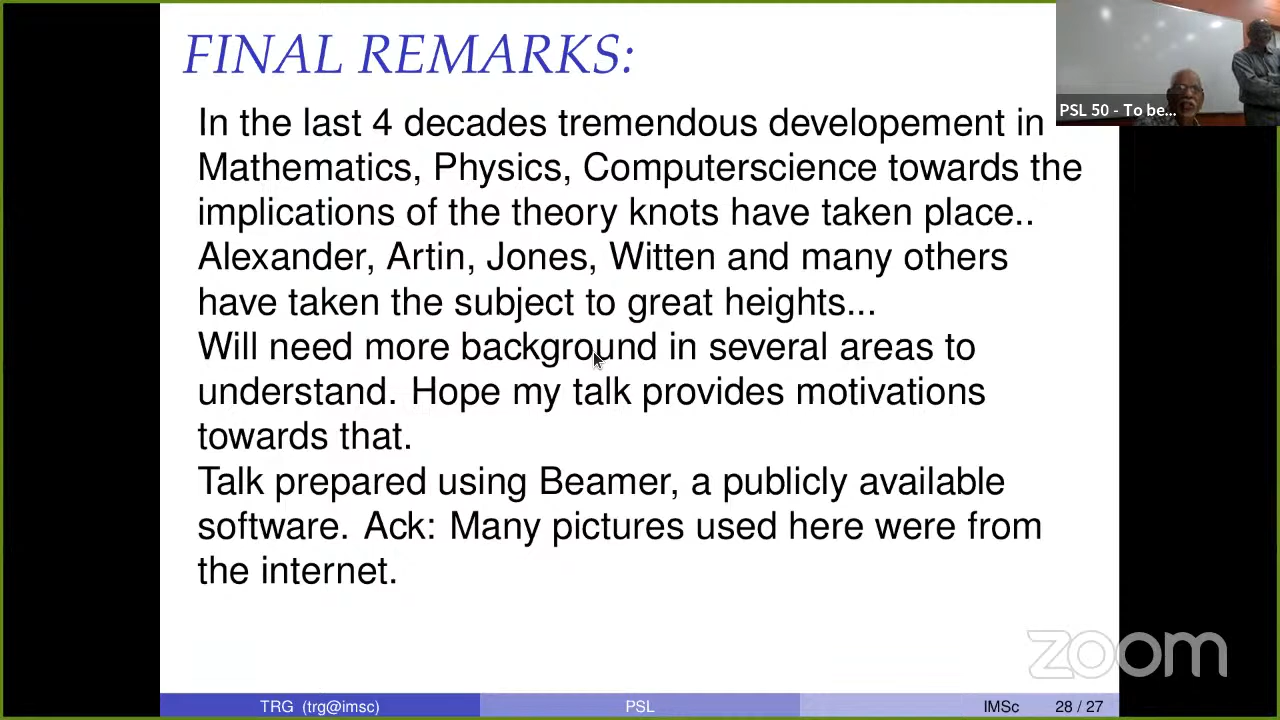 FINAL REMARKS:
In the last 4 decades tremendous developement in
Mathematics, Physics, Computerscience towards the
implications of the theory knots have taken place..
Alexander, Artin, Jones, Witten and many others
have taken the subject to great heights...
Will need more background in several areas to
understand. Hope my talk provides motivations
towards that.
Talk prepared using Beamer, a publicly available
software. Ack: Many pictures used here were from
the internet.
PSL 50 - To be...
zoom
TRG (trg@imsc)
PSL
IMSc
28 / 27